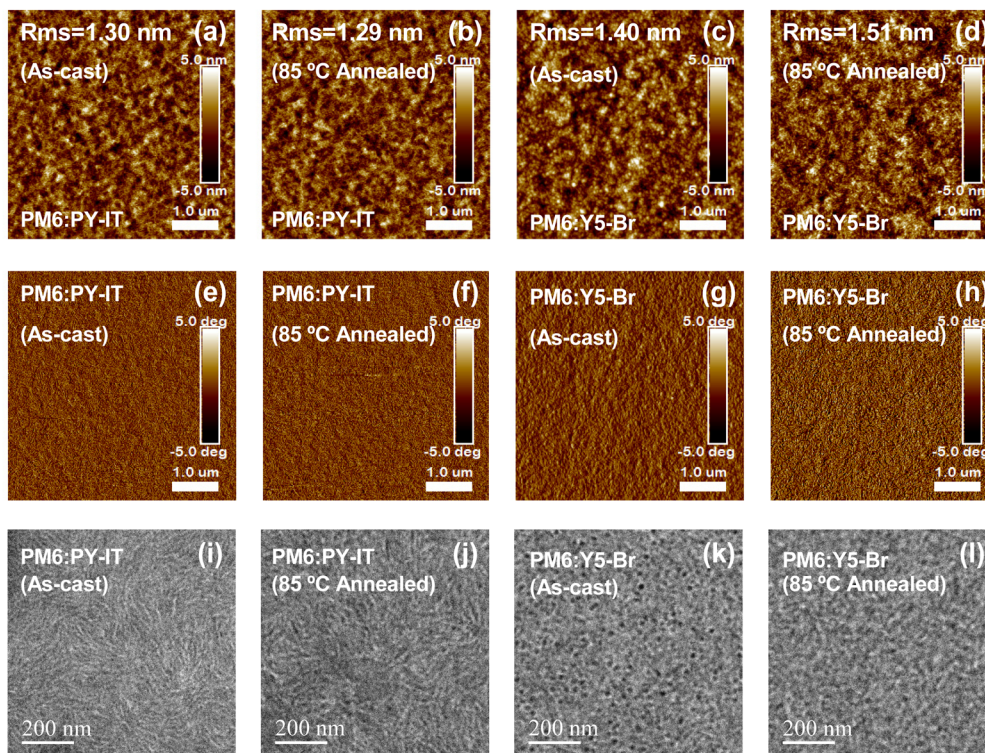 Rms=1.30 nm (a)
(As-cast)
5.0 nm
-5.0 nm
1.0 um
PM6:PY-IT
Rms=1.29 nm (b)
(85 ºC Annealed)
5.0 nm
-5.0 nm
1.0 um
PM6:PY-IT
Rms=1.40 nm (c)
(As-cast)
5.0 nm
-5.0 nm
1.0 um
PM6:Y5-Br
Rms=1.51 nm (d)
(85 ºC Annealed)
5.0 nm
-5.0 nm
1.0 um
PM6:Y5-Br
PM6:PY-IT (e)
(As-cast)
5.0 deg
-5.0 deg
1.0 um
PM6:PY-IT (f)
(85 ºC Annealed)
5.0 deg
-5.0 deg
1.0 um
PM6:Y5-Br (g)
(As-cast)
5.0 deg
-5.0 deg
1.0 um
PM6:Y5-Br (h)
(85 ºC Annealed)
5.0 deg
-5.0 deg
1.0 um
PM6:PY-IT (i)
(As-cast)
200 nm
PM6:PY-IT (j)
(85 ºC Annealed)
200 nm
PM6:Y5-Br (k)
(As-cast)
200 nm
PM6:Y5-Br (l)
(85 ºC Annealed)
200 nm